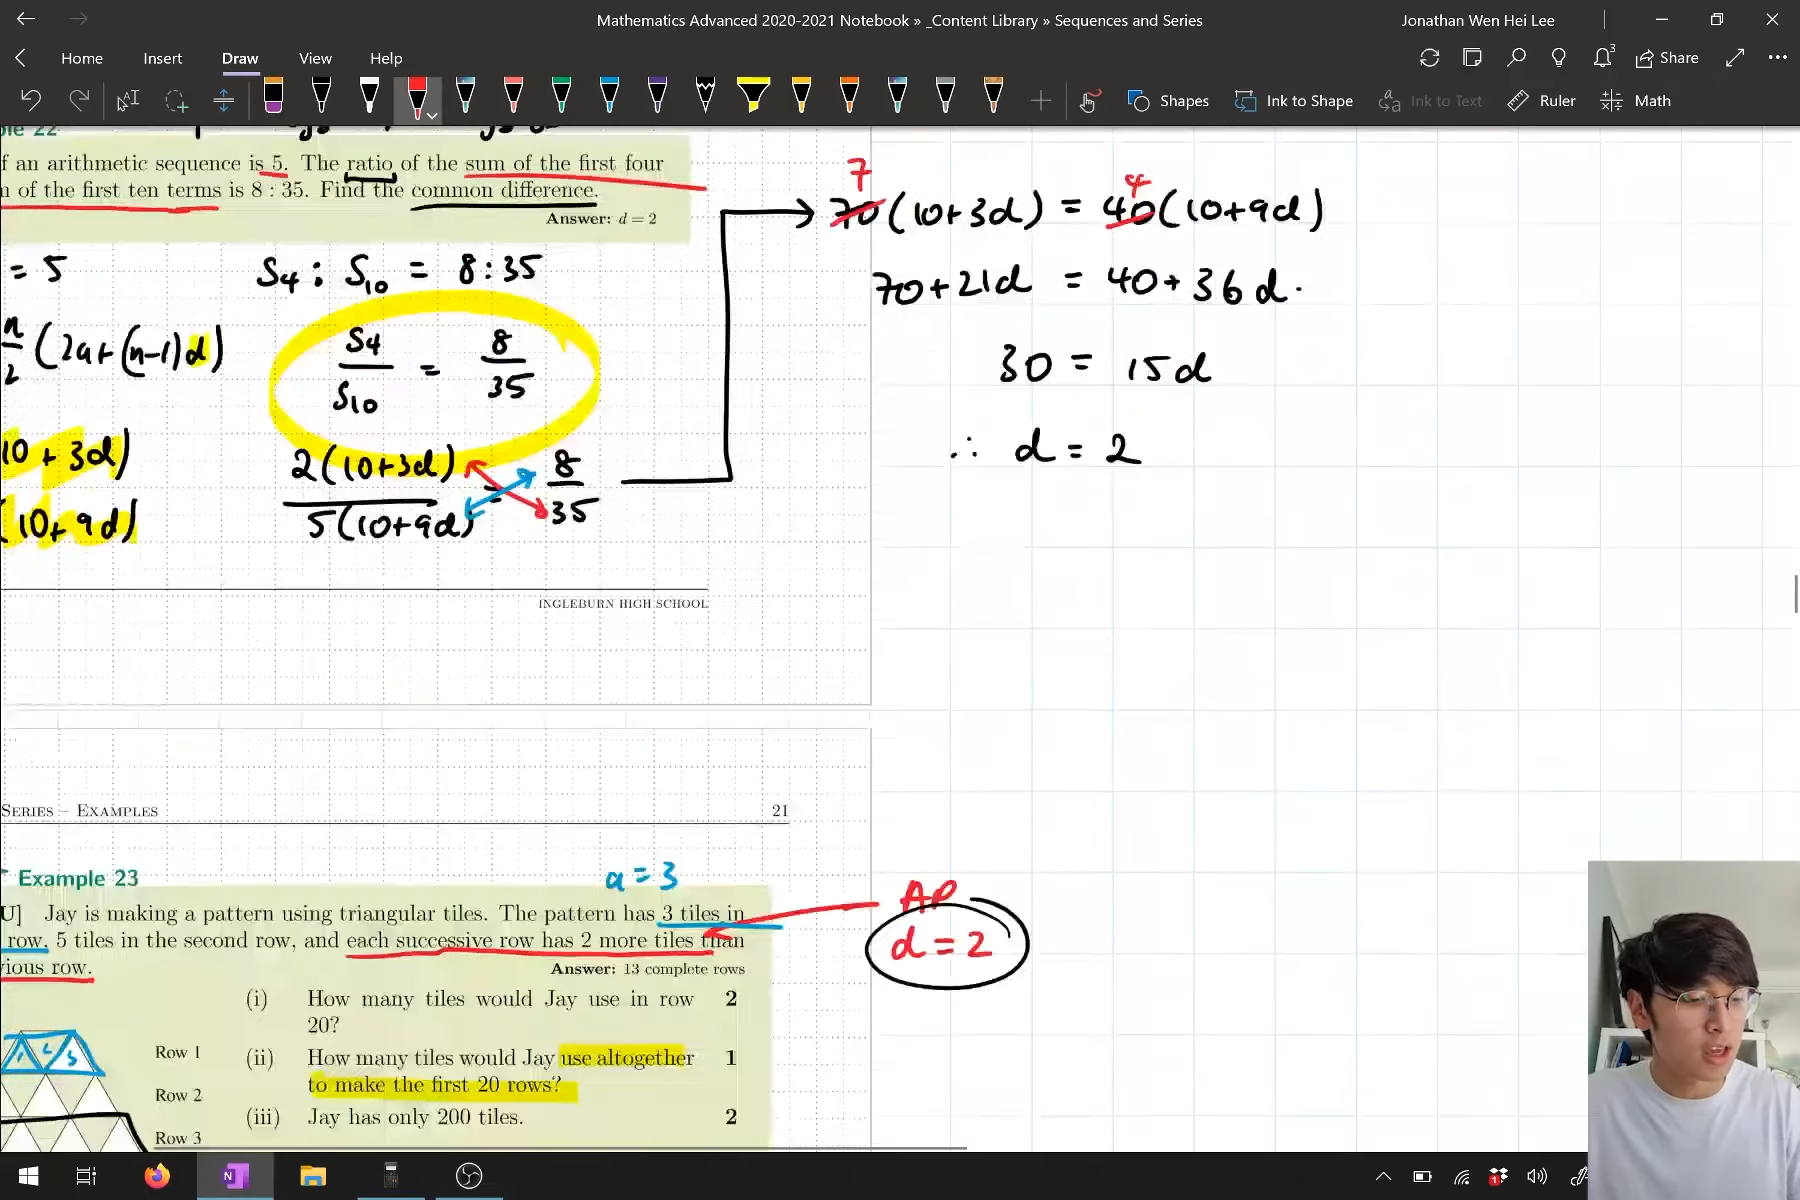 Mathematics Advanced 2020-2021 Notebook » _Content Library » Sequences and Series
Jonathan Wen Hei Lee
Home Insert Draw View Help
3
Share
Shapes
Ink to Shape
Ink to Text
Ruler
Math
22
f an arithmetic sequence is 5. The ratio of the sum of the first four
n of the first ten terms is 8 : 35. Find the common difference.
Answer: d = 2
= 5
S4 : S10 = 8:35
n/2 (2a+(n-1)d)
S4/S10 = 8/35
10 + 3d)
(10+9d)
2(10+3d)/5(10+9d) = 8/35
7 4
70(10+3d) = 40(10+9d)
70+21d = 40+36d.
30 = 15d
∴ d = 2
INGLEBURN HIGH SCHOOL
SERIES – EXAMPLES 21
Example 23
a = 3
U] Jay is making a pattern using triangular tiles. The pattern has 3 tiles in
row, 5 tiles in the second row, and each successive row has 2 more tiles than
vious row.
Answer: 13 complete rows
AP
d = 2
(i) How many tiles would Jay use in row 2
20?
(ii) How many tiles would Jay use altogether 1
to make the first 20 rows?
(iii) Jay has only 200 tiles. 2
Row 1
Row 2
Row 3
1 2 3
N
1